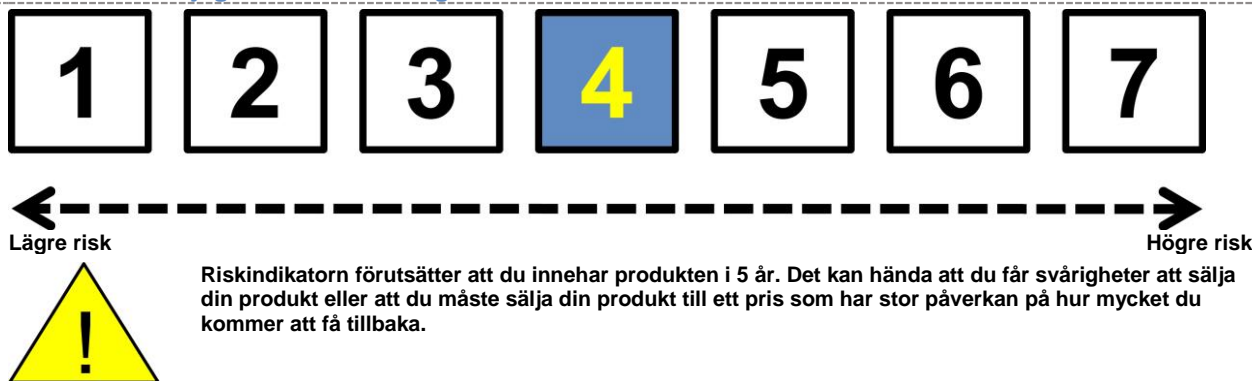 1 2 3 4 5 6 7
Lägre risk Högre risk
Riskindikatorn förutsätter att du innehar produkten i 5 år. Det kan hända att du får svårigheter att sälja
din produkt eller att du måste sälja din produkt till ett pris som har stor påverkan på hur mycket du
kommer att få tillbaka.
!